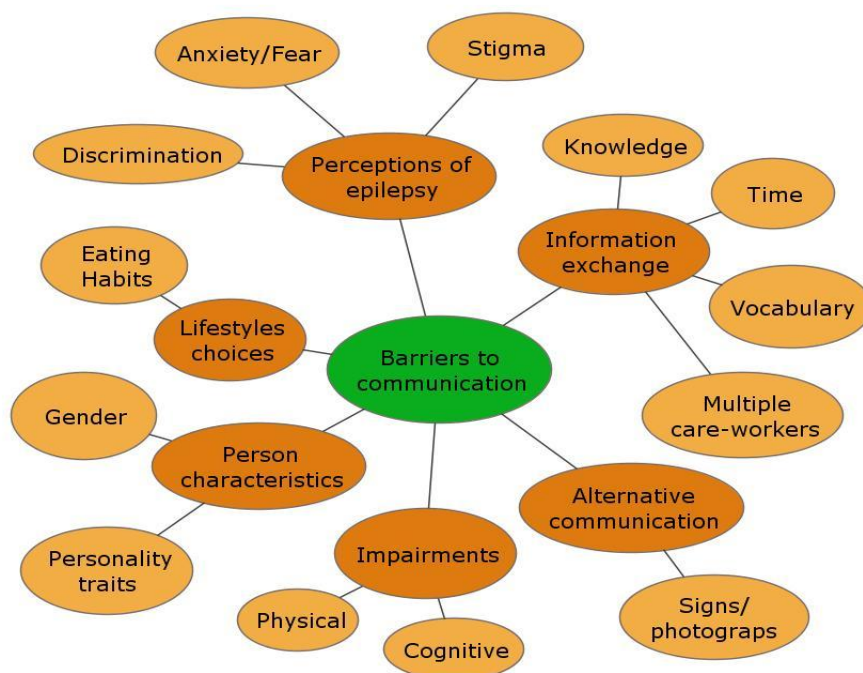 Anxiety/Fear
Stigma
Discrimination
Perceptions of
epilepsy
Knowledge
Time
Information
exchange
Vocabulary
Multiple
care-workers
Eating
Habits
Lifestyles
choices
Barriers to
communication
Gender
Person
characteristics
Personality
traits
Impairments
Physical
Cognitive
Alternative
communication
Signs/
photograps